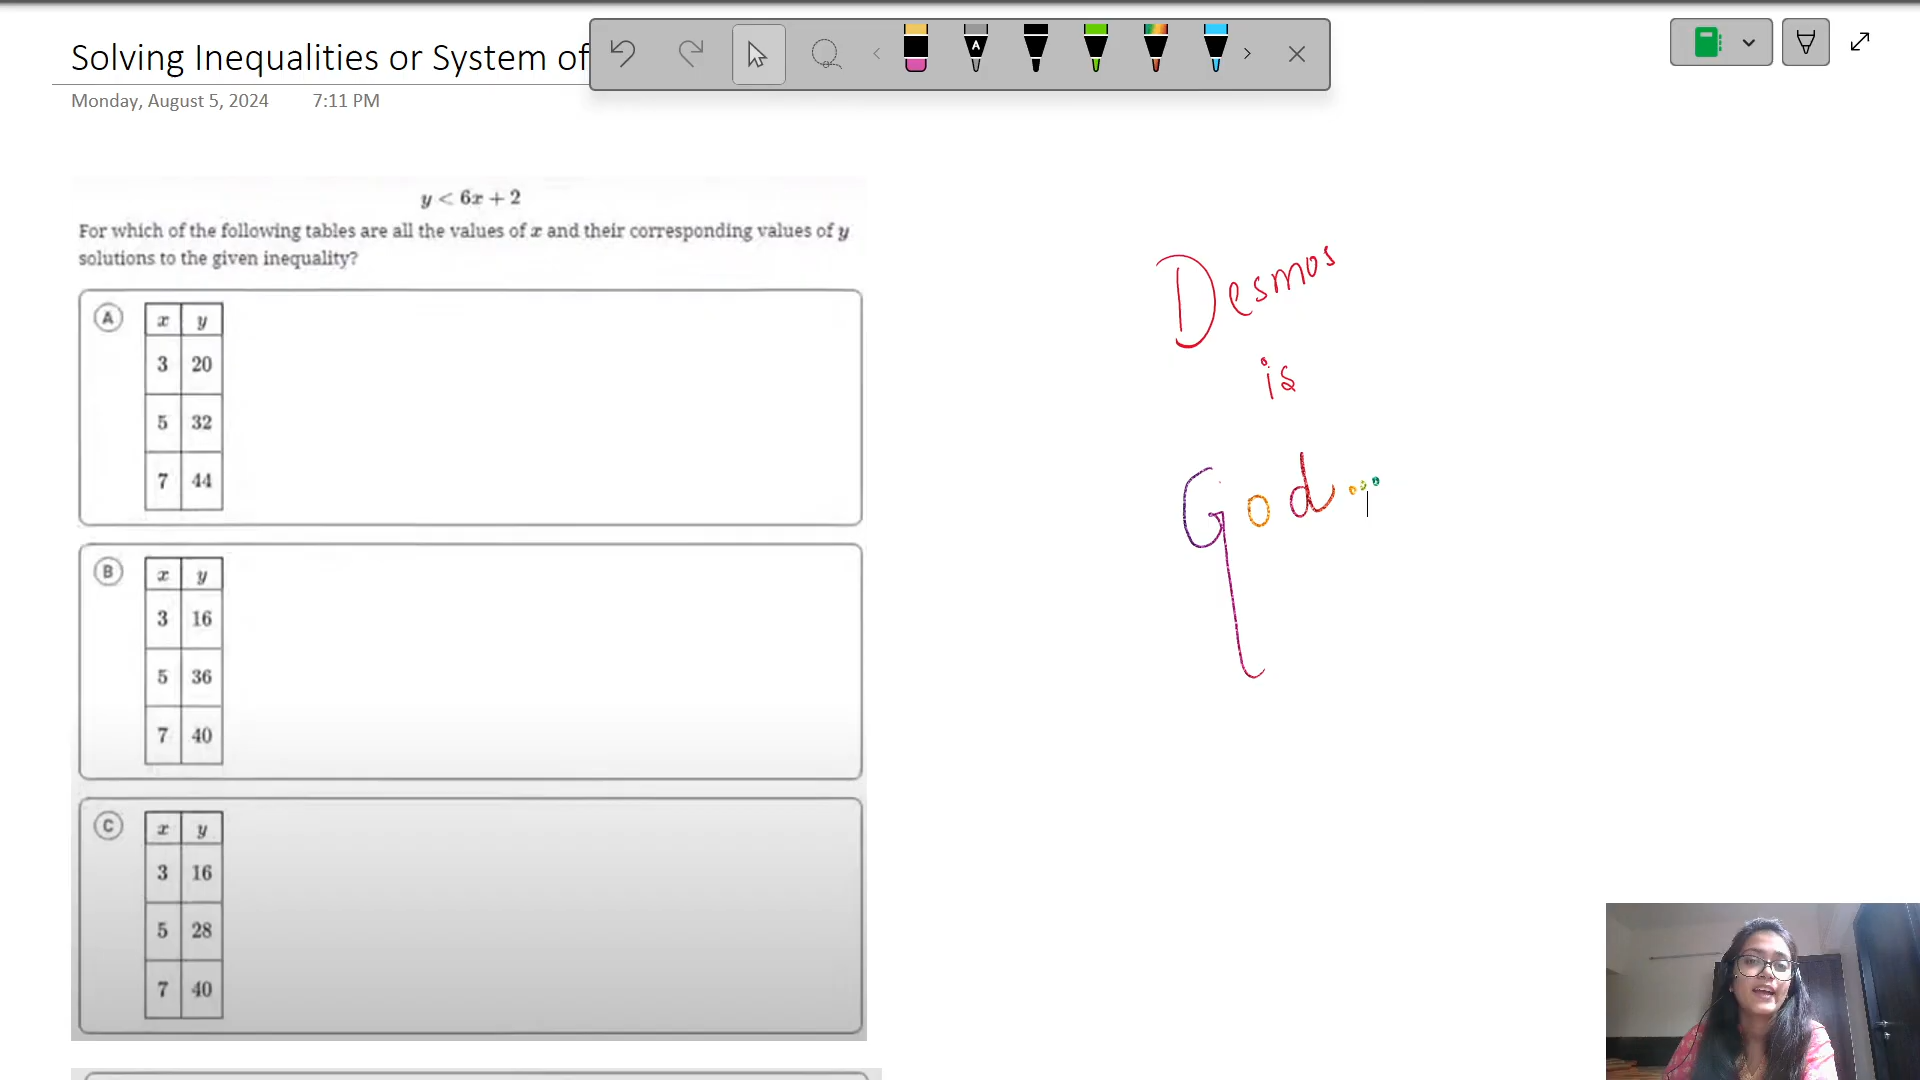 Solving Inequalities or System of
Monday, August 5, 2024 7:11 PM
A
y < 6x + 2
For which of the following tables are all the values of x and their corresponding values of y
solutions to the given inequality?
A
x y
3 20
5 32
7 44
B
x y
3 16
5 36
7 40
C
x y
3 16
5 28
7 40
Desmos
is
God...